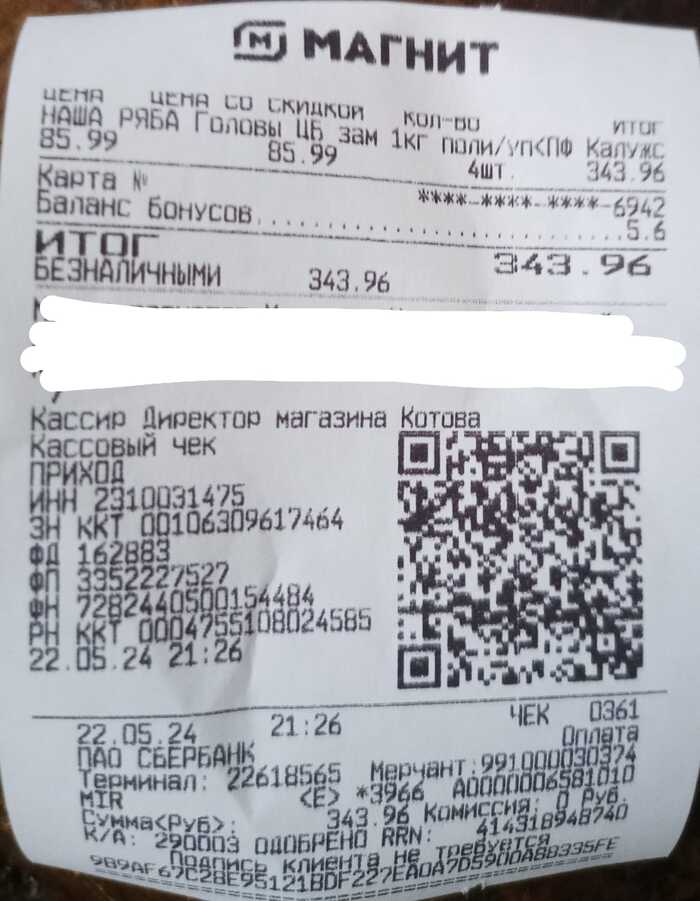 МАГНИТ
ЦЕНА ЦЕНА СО СКИДКОЙ КОЛ-ВО ИТОГ
НАША РЯБА Головы ЦБ зам 1кг поли/уп<ПФ Калужс
85.99 85.99 4шт. 343.96
Карта № ****-****-****-6942
Баланс бонусов..............................5.6
ИТОГ 343.96
БЕЗНАЛИЧНЫМИ 343.96
Кассир Директор магазина Котова
Кассовый чек
ПРИХОД
ИНН 2310031475
ЗН ККТ 00106309617464
ФД 162883
ФП 3352227527
ФН 7282440500154484
РН ККТ 0004755108024585
22.05.24 21:26
22.05.24 21:26 ЧЕК 0361
ПАО СБЕРБАНК Оплата
Терминал: 22618565 Мерчант:991000030374
MIR <E> *3966 A0000006581010
Сумма<Руб>: 343.96 Комиссия: 0 Руб.
К/А: 290003 ОДОБРЕНО RRN: 414318948740
Подпись клиента не требуется
9B9AF67C28E95121BDF227EA0A7D5900A8B335FE